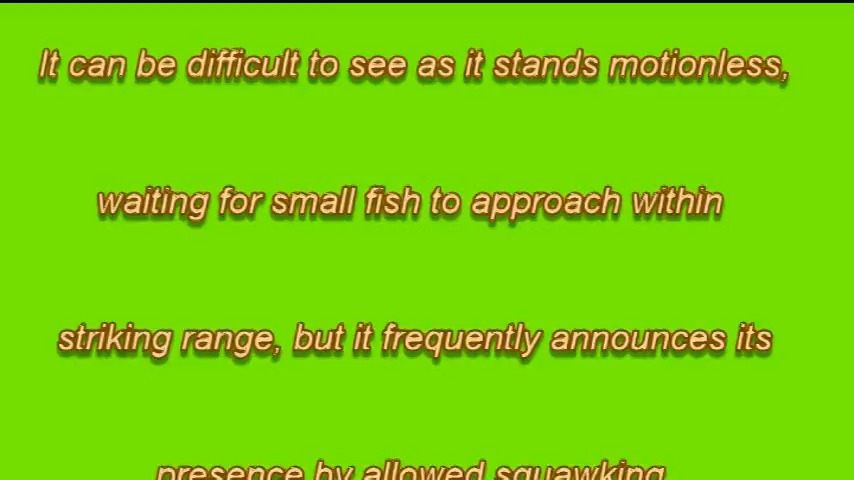 It can be difficult to see as it stands motionless,
waiting for small fish to approach within
striking range, but it frequently announces its
presence by allowed squawking